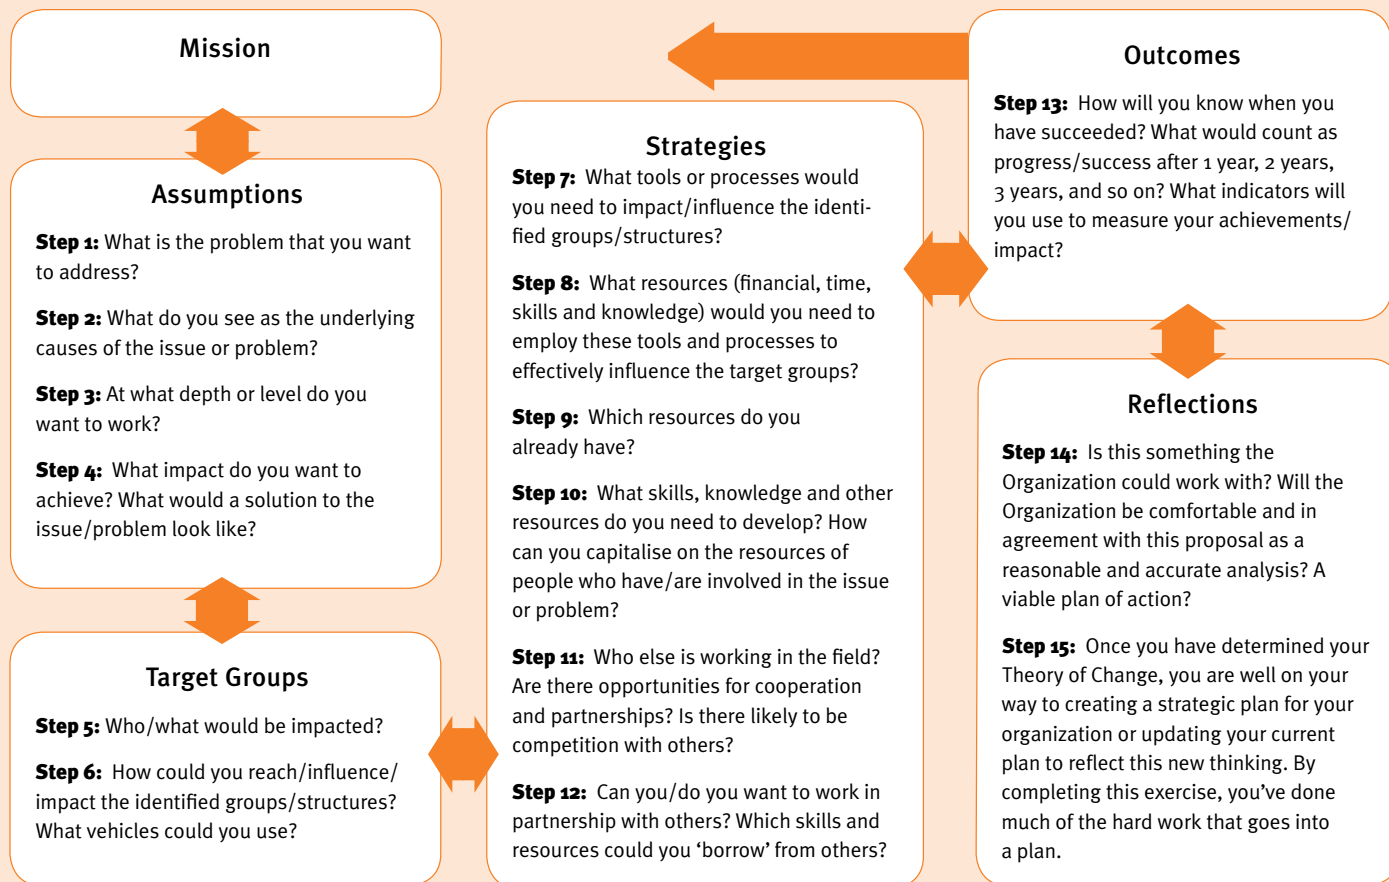 Mission
Assumptions
Step 1: What is the problem that you want
to address?
Step 2: What do you see as the underlying
causes of the issue or problem?
Step 3: At what depth or level do you
want to work?
Step 4: What impact do you want to
achieve? What would a solution to the
issue/problem look like?
Target Groups
Step 5: Who/what would be impacted?
Step 6: How could you reach/influence/
impact the identified groups/structures?
What vehicles could you use?
Strategies
Step 7: What tools or processes would
you need to impact/influence the identi-
fied groups/structures?
Step 8: What resources (financial, time,
skills and knowledge) would you need to
employ these tools and processes to
effectively influence the target groups?
Step 9: Which resources do you
already have?
Step 10: What skills, knowledge and other
resources do you need to develop? How
can you capitalise on the resources of
people who have/are involved in the issue
or problem?
Step 11: Who else is working in the field?
Are there opportunities for cooperation
and partnerships? Is there likely to be
competition with others?
Step 12: Can you/do you want to work in
partnership with others? Which skills and
resources could you ‘borrow’ from others?
Outcomes
Step 13: How will you know when you
have succeeded? What would count as
progress/success after 1 year, 2 years,
3 years, and so on? What indicators will
you use to measure your achievements/
impact?
Reflections
Step 14: Is this something the
Organization could work with? Will the
Organization be comfortable and in
agreement with this proposal as a
reasonable and accurate analysis? A
viable plan of action?
Step 15: Once you have determined your
Theory of Change, you are well on your
way to creating a strategic plan for your
organization or updating your current
plan to reflect this new thinking. By
completing this exercise, you’ve done
much of the hard work that goes into
a plan.